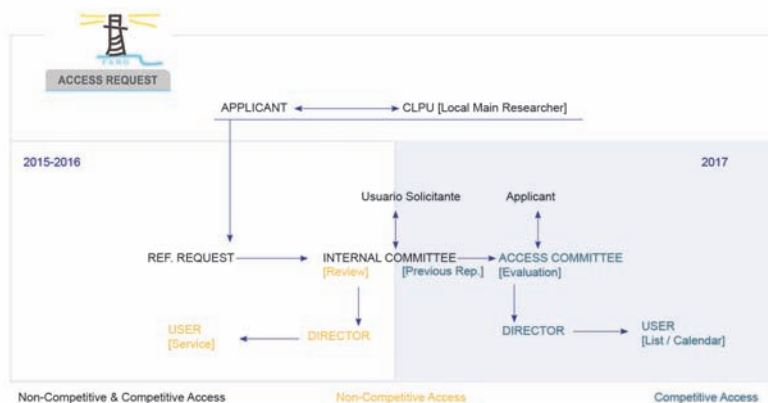 FARO
ACCESS REQUEST
APPLICANT
CLPU [Local Main Researcher]
2015-2016
2017
Usuario Solicitante
Applicant
REF. REQUEST
INTERNAL COMMITTEE
ACCESS COMMITTEE
[Review]
[Previous Rep.]
[Evaluation]
USER
[Service]
DIRECTOR
DIRECTOR
USER
[List / Calendar]
Non-Competitive & Competitive Access
Non-Competitive Access
Competitive Access